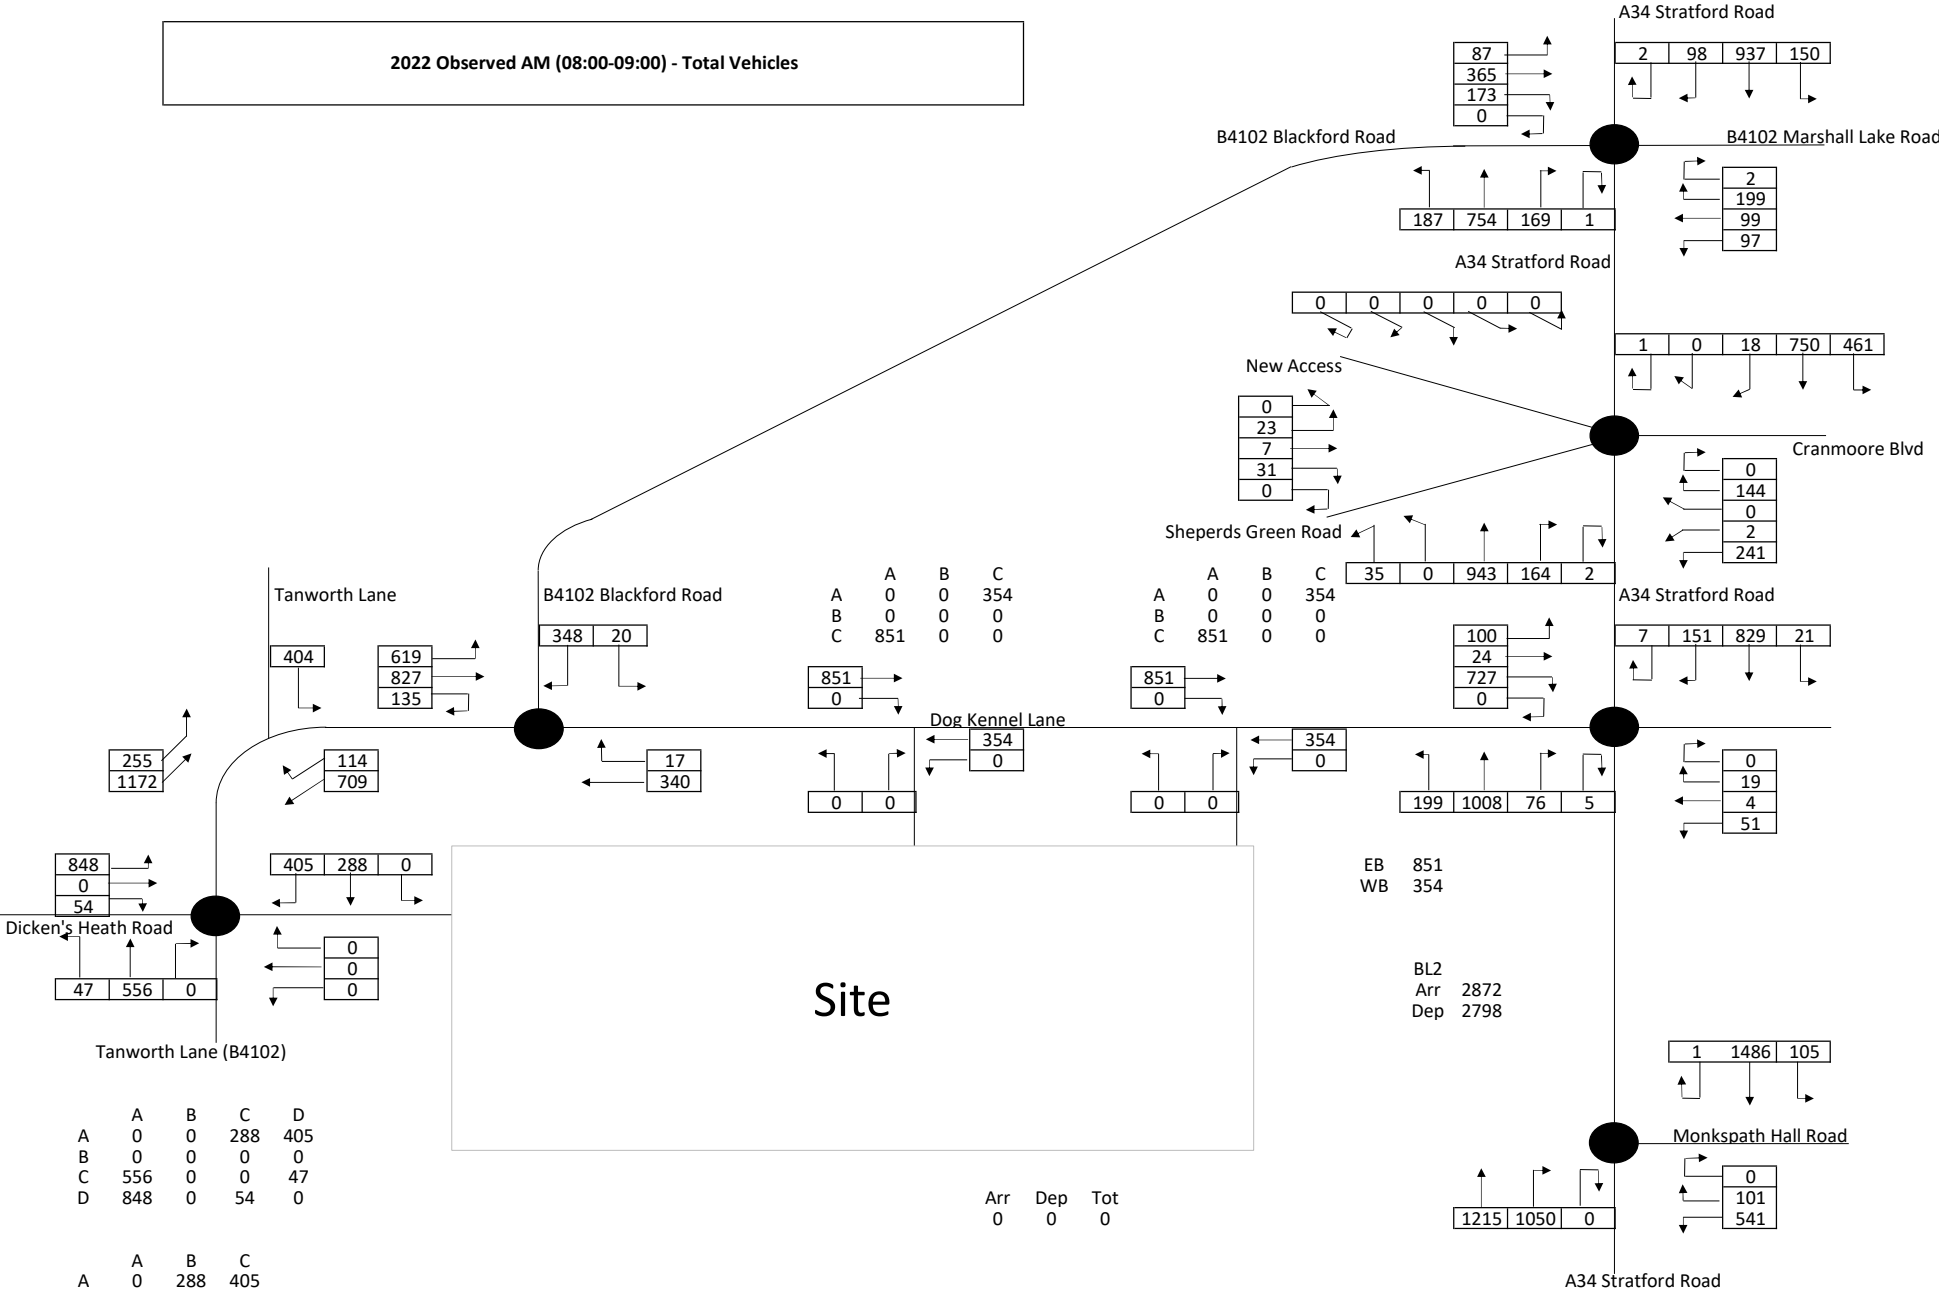 A34 Stratford Road
2022 Observed AM (08:00-09:00) - Total Vehicles
87
365
173
0
2 98 937 150
B4102 Blackford Road
B4102 Marshall Lake Road
187 754 169 1
2
199
99
97
A34 Stratford Road
0 0 0 0 0
1 0 18 750 461
New Access
0
23
7
31
0
Cranmoore Blvd
0
144
0
2
241
Sheperds Green Road
35 0 943 164 2
A B C
A 0 0 354
B 0 0 0
C 851 0 0
A B C
A 0 0 354
B 0 0 0
C 851 0 0
Tanworth Lane
B4102 Blackford Road
A34 Stratford Road
404
619
827
135
348 20
851
0
851
0
100
24
727
0
7 151 829 21
Dog Kennel Lane
255
1172
114
709
17
340
354
0
354
0
0 0
0 0
199 1008 76 5
0
19
4
51
848
0
54
405 288 0
EB 851
WB 354
Dicken's Heath Road
0
0
0
47 556 0
Site
BL2
Arr 2872
Dep 2798
Tanworth Lane (B4102)
1 1486 105
A B C D
A 0 0 288 405
B 0 0 0 0
C 556 0 0 47
D 848 0 54 0
Monkspath Hall Road
0
101
541
Arr Dep Tot
0 0 0
1215 1050 0
A B C
A 0 288 405
A34 Stratford Road